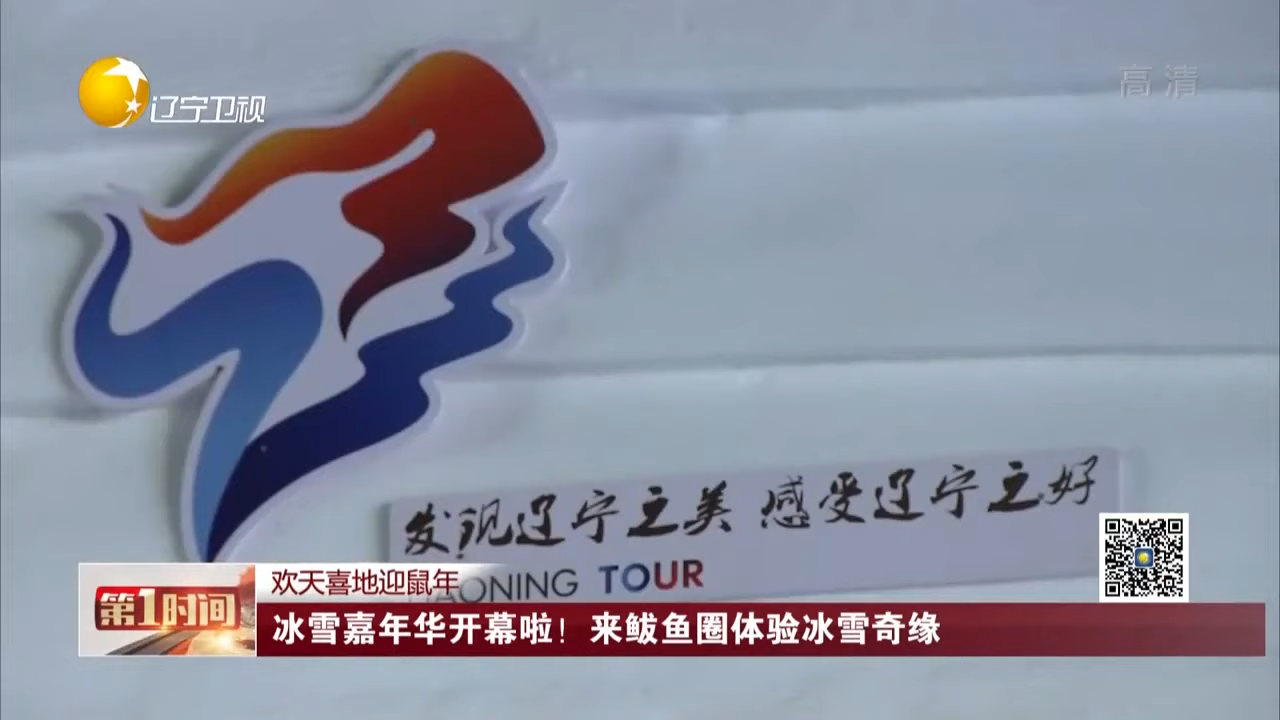 辽宁卫视
高清
发现辽宁之美 感受辽宁之好
LIAONING TOUR
第1时间
欢天喜地迎鼠年
冰雪嘉年华开幕啦！来鲅鱼圈体验冰雪奇缘